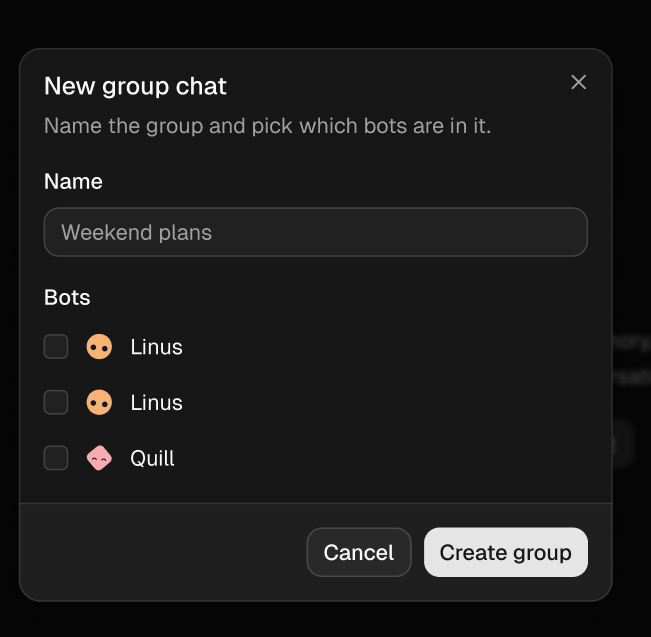 New group chat
Name the group and pick which bots are in it.
Name
Weekend plans
Bots
Linus
Linus
Quill
Cancel
Create group